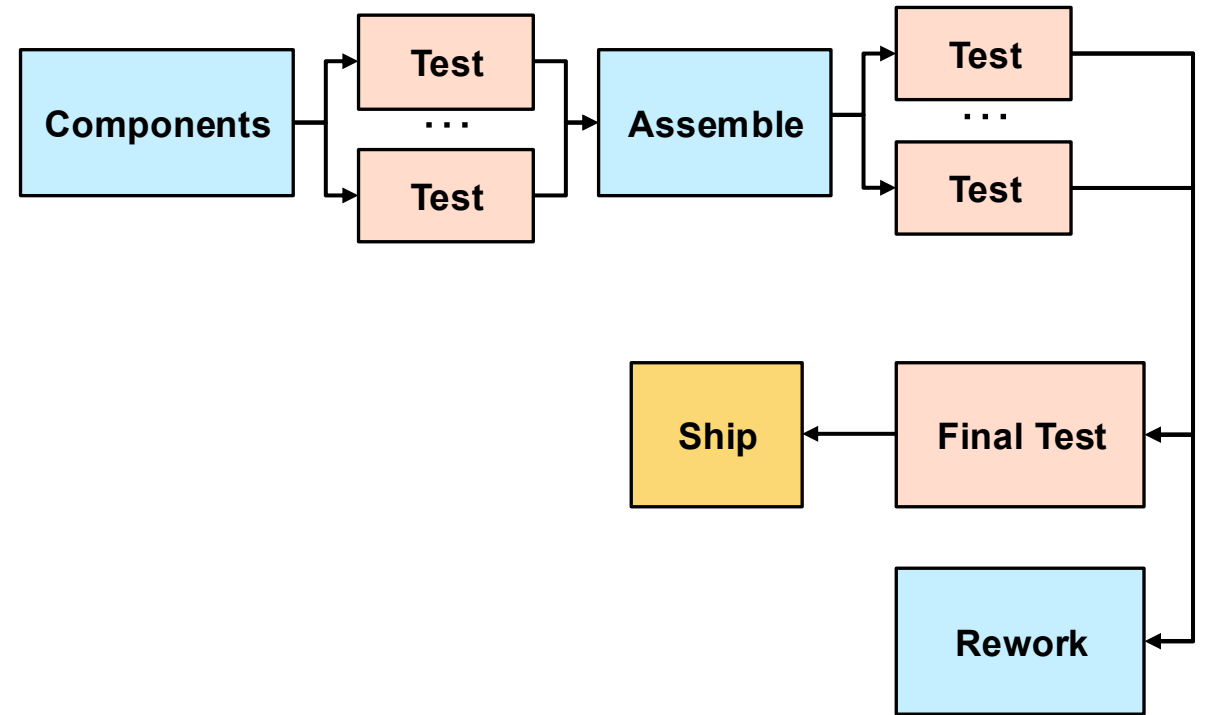 Components
Test
...
Test
Assemble
Test
...
Test
Ship
Final Test
Rework